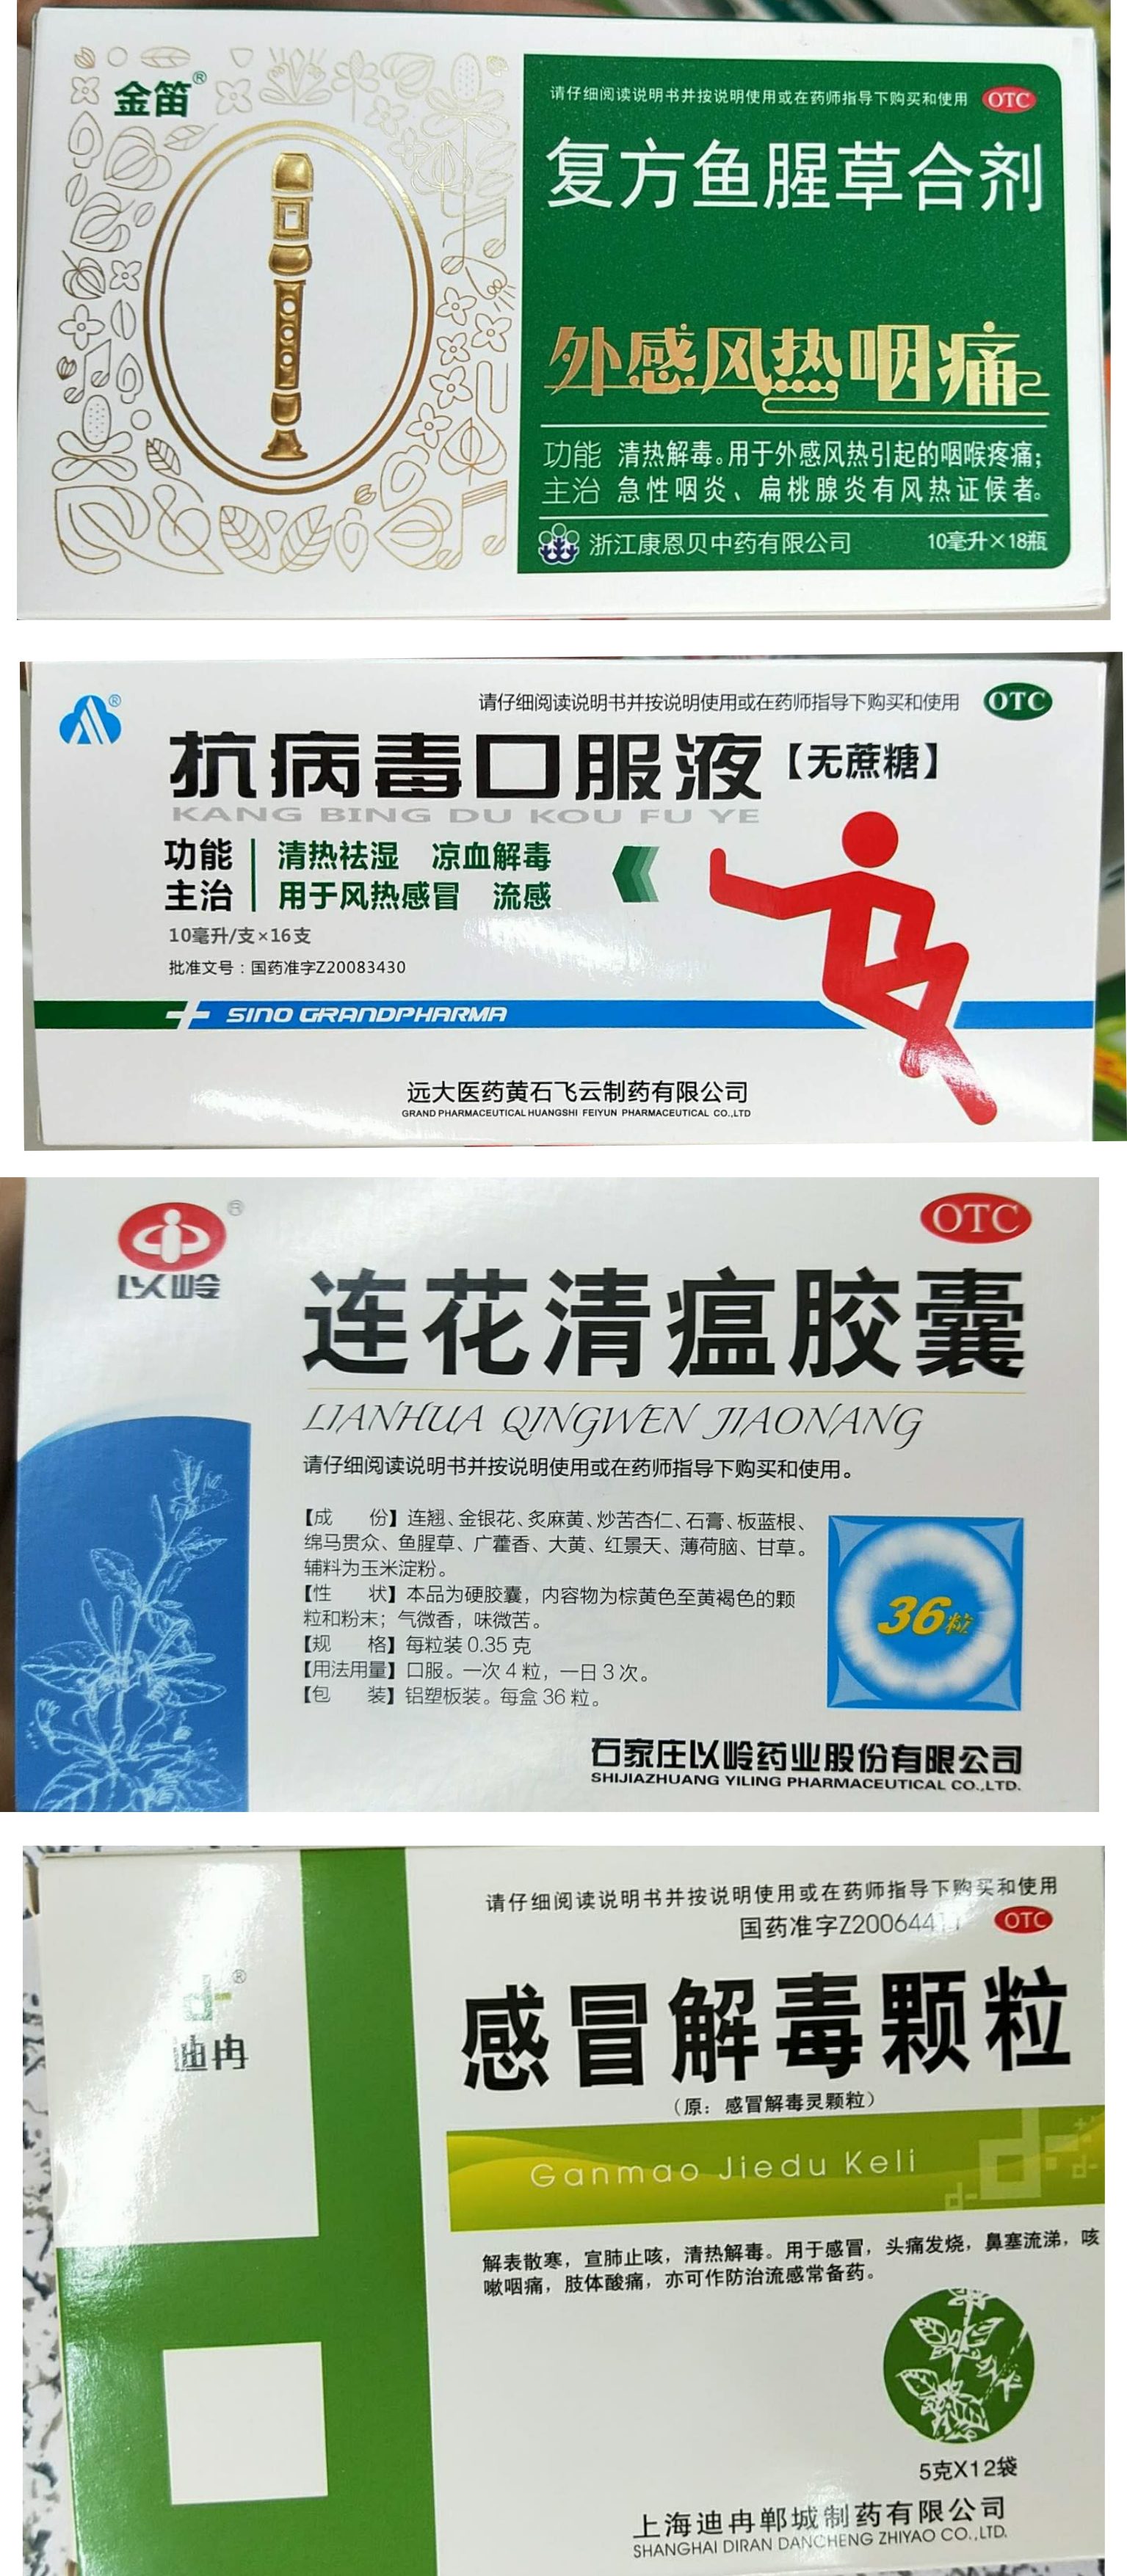 金笛®
请仔细阅读说明书并按说明使用或在药师指导下购买和使用 OTC
复方鱼腥草合剂
外感风热咽痛
功能 清热解毒。用于外感风热引起的咽喉疼痛；
主治 急性咽炎、扁桃腺炎有风热证候者。
浙江康恩贝中药有限公司 10毫升×18瓶
请仔细阅读说明书并按说明使用或在药师指导下购买和使用 OTC
®
抗病毒口服液【无蔗糖】
KANG BING DU KOU FU YE
功能 清热祛湿 凉血解毒
主治 用于风热感冒 流感
10毫升/支×16支
批准文号：国药准字Z20083430
SINO GRANDPHARMA
远大医药黄石飞云制药有限公司
GRAND PHARMACEUTICAL HUANGSHI FEIYUN PHARMACEUTICAL CO.,LTD
®
以岭
OTC
连花清瘟胶囊
LIANHUA QINGWEN JIAONANG
请仔细阅读说明书并按说明使用或在药师指导下购买和使用。
【成 份】连翘、金银花、炙麻黄、炒苦杏仁、石膏、板蓝根、
绵马贯众、鱼腥草、广藿香、大黄、红景天、薄荷脑、甘草。
辅料为玉米淀粉。
【性 状】本品为硬胶囊，内容物为棕黄色至黄褐色的颗
粒和粉末；气微香，味微苦。
【规 格】每粒装 0.35 克
【用法用量】口服。一次 4 粒，一日 3 次。
【包 装】铝塑板装。每盒 36 粒。
36粒
石家庄以岭药业股份有限公司
SHIJIAZHUANG YILING PHARMACEUTICAL CO.,LTD.
请仔细阅读说明书并按说明使用或在药师指导下购买和使用
国药准字 OTC
®
迪冉
感冒解毒颗粒
（原：感冒解毒灵颗粒）
Ganmao Jiedu Keli
解表散寒，宣肺止咳，清热解毒。用于感冒，头痛发烧，鼻塞流涕，咳
嗽咽痛，肢体酸痛，亦可作防治流感常备药。
5克X12袋
上海迪冉郸城制药有限公司
SHANGHAI DIRAN DANCHENG ZHIYAO CO.,LTD.